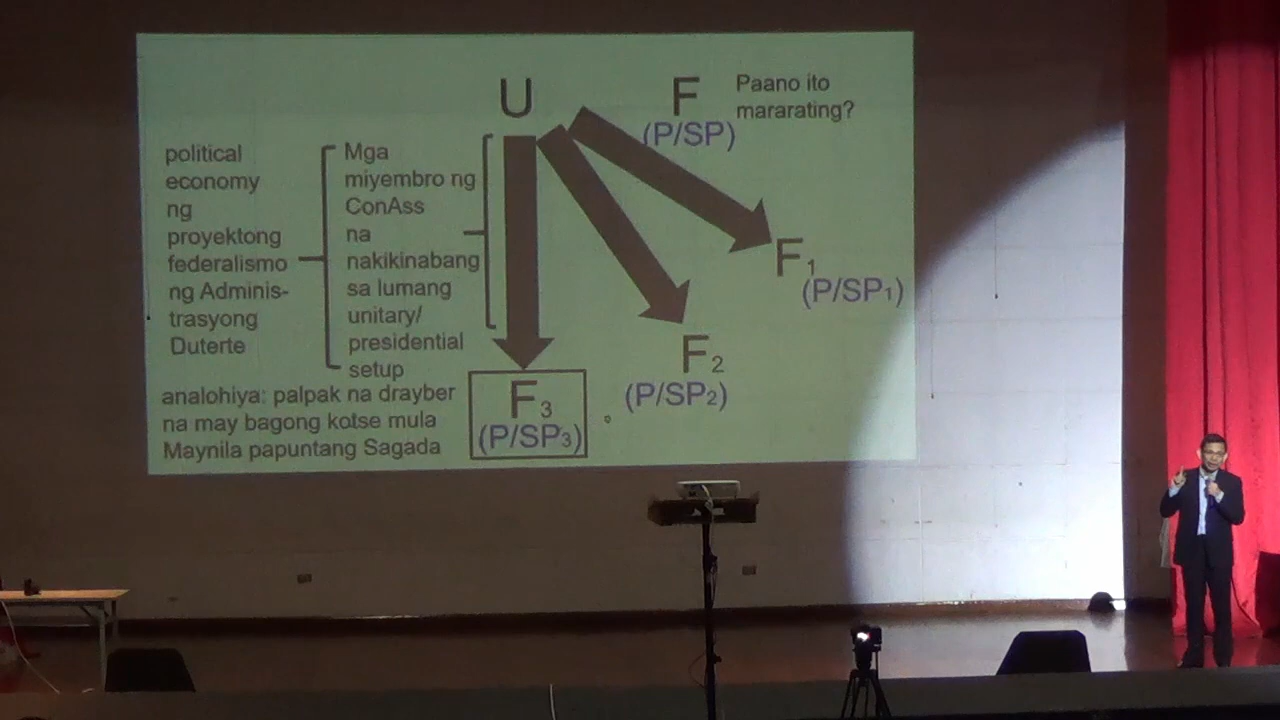 U
F
(P/SP)
Paano ito
mararating?
political
economy
ng
proyektong
federalismo
ng Adminis-
trasyong
Duterte
Mga
miyembro ng
ConAss
na
nakikinabang
sa lumang
unitary/
presidential
setup
F1
(P/SP1)
F2
(P/SP2)
F3
(P/SP3)
analohiya: palpak na drayber
na may bagong kotse mula
Maynila papuntang Sagada